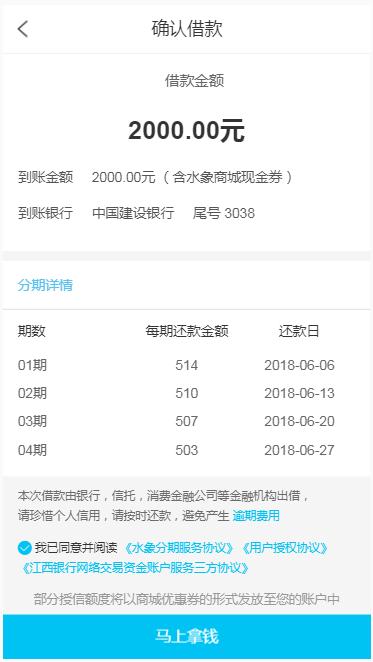 确认借款
借款金额
2000.00元
到账金额 2000.00元（含水象商城现金券）
到账银行 中国建设银行 尾号 3038
分期详情
期数 每期还款金额 还款日
01期 514 2018-06-06
02期 510 2018-06-13
03期 507 2018-06-20
04期 503 2018-06-27
本次借款由银行，信托，消费金融公司等金融机构出借，
请珍惜个人信用，请按时还款，避免产生 逾期费用
我已同意并阅读 《水象分期服务协议》 《用户授权协议》
《江西银行网络交易资金账户服务三方协议》
部分授信额度将以商城优惠券的形式发放至您的账户中
马上拿钱